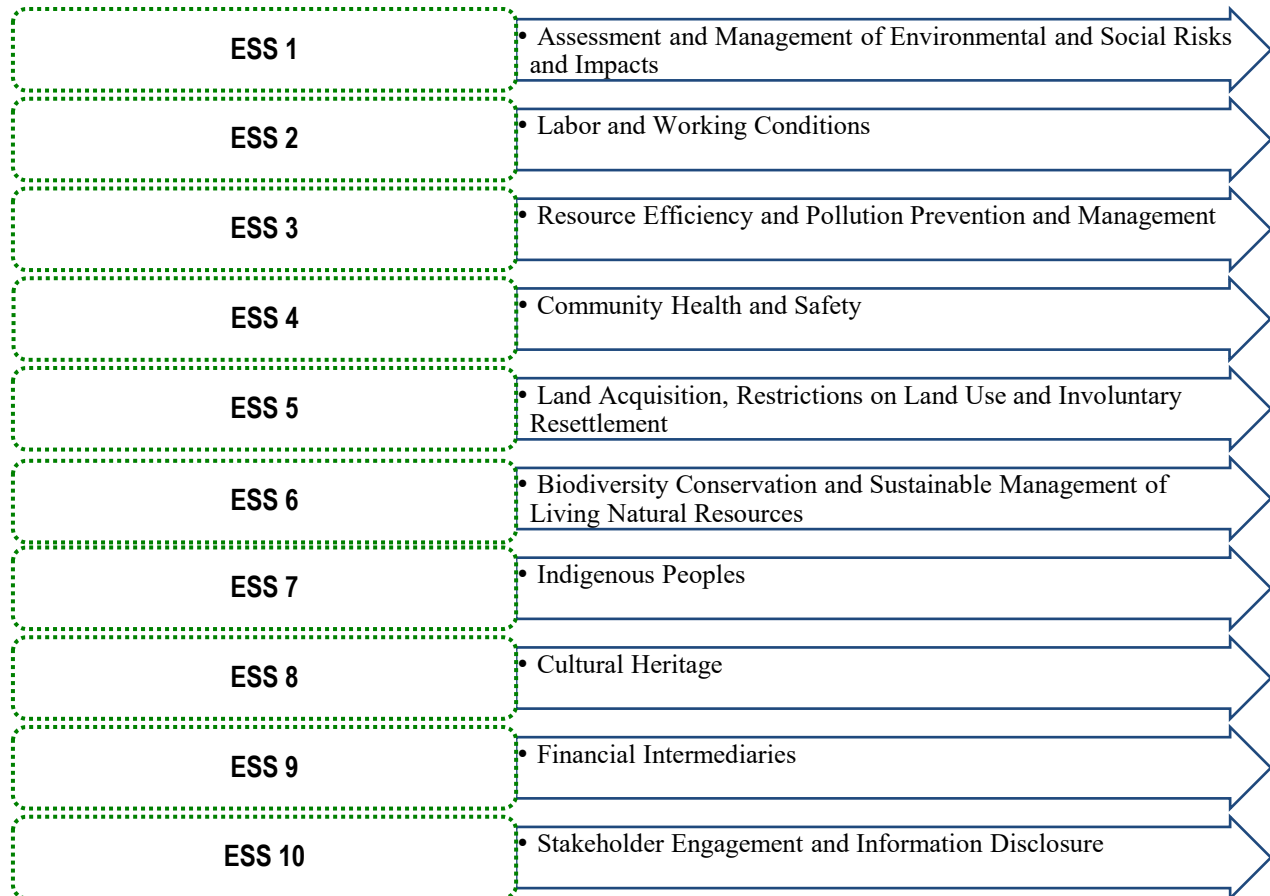 ESS 1
• Assessment and Management of Environmental and Social Risks
and Impacts
ESS 2
• Labor and Working Conditions
ESS 3
• Resource Efficiency and Pollution Prevention and Management
ESS 4
• Community Health and Safety
ESS 5
• Land Acquisition, Restrictions on Land Use and Involuntary
Resettlement
ESS 6
• Biodiversity Conservation and Sustainable Management of
Living Natural Resources
ESS 7
• Indigenous Peoples
ESS 8
• Cultural Heritage
ESS 9
• Financial Intermediaries
ESS 10
• Stakeholder Engagement and Information Disclosure